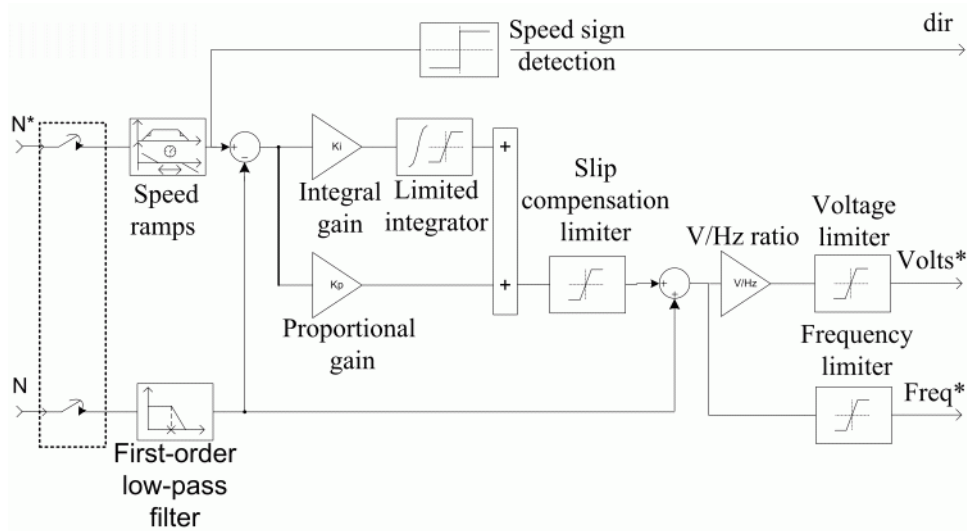 dir
Speed sign
detection
N*
+
−
Ki
+
Speed
ramps
Integral
gain
Limited
integrator
Slip
compensation
limiter
V/Hz ratio
Voltage
limiter
Volts*
Kp
+
+
+
V/Hz
Proportional
gain
Frequency
limiter
Freq*
N
First-order
low-pass
filter